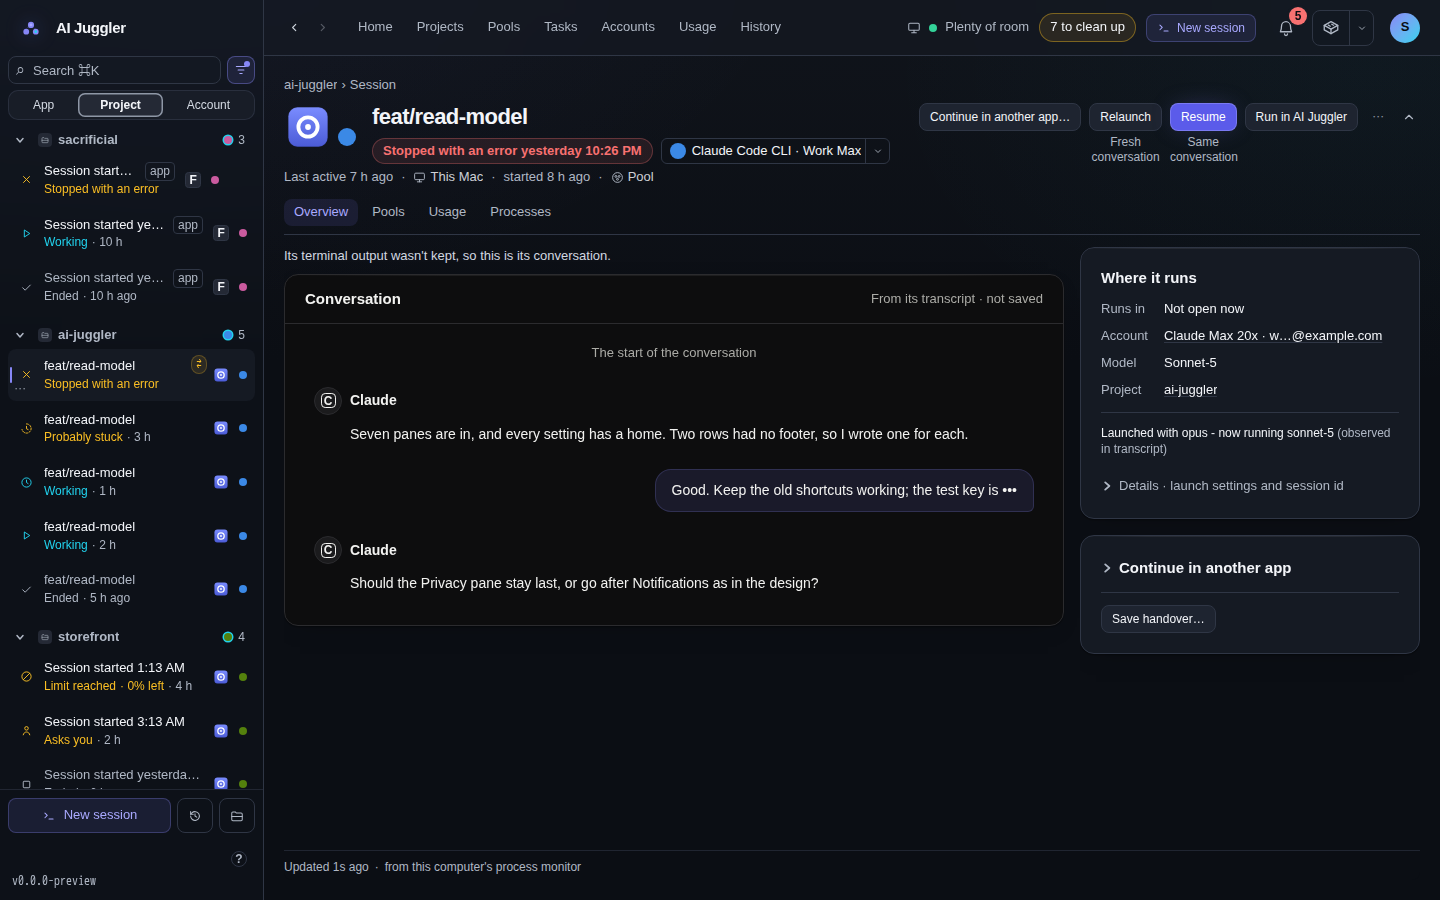 AI Juggler
Home Projects Pools Tasks Accounts Usage History
Plenty of room
7 to clean up
New session
5
S
Search ⌘K
App Project Account
sacrificial 3
Session start… app F
Stopped with an error
Session started ye… app F
Working · 10 h
Session started ye… app F
Ended · 10 h ago
ai-juggler 5
feat/read-model
Stopped with an error
feat/read-model
Probably stuck · 3 h
feat/read-model
Working · 1 h
feat/read-model
Working · 2 h
feat/read-model
Ended · 5 h ago
storefront 4
Session started 1:13 AM
Limit reached · 0% left · 4 h
Session started 3:13 AM
Asks you · 2 h
Session started yesterda…
New session
?
v0.0.0-preview
ai-juggler › Session
feat/read-model
Stopped with an error yesterday 10:26 PM
Claude Code CLI · Work Max
Last active 7 h ago · This Mac · started 8 h ago · Pool
Continue in another app…
Relaunch
Fresh
conversation
Resume
Same
conversation
Run in AI Juggler
···
Overview Pools Usage Processes
Its terminal output wasn't kept, so this is its conversation.
Conversation
From its transcript · not saved
The start of the conversation
C Claude
Seven panes are in, and every setting has a home. Two rows had no footer, so I wrote one for each.
Good. Keep the old shortcuts working; the test key is •••
C Claude
Should the Privacy pane stay last, or go after Notifications as in the design?
Where it runs
Runs in Not open now
Account Claude Max 20x · w…@example.com
Model Sonnet-5
Project ai-juggler
Launched with opus - now running sonnet-5 (observed
in transcript)
Details · launch settings and session id
Continue in another app
Save handover…
Updated 1s ago · from this computer's process monitor